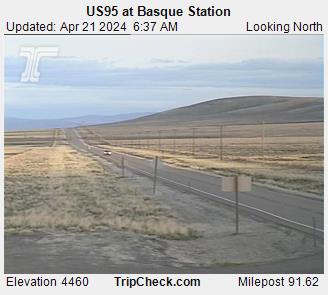 US95 at Basque Station
Updated: Apr 21 2024 6:37 AM Looking North
Elevation 4460 TripCheck.com Milepost 91.62